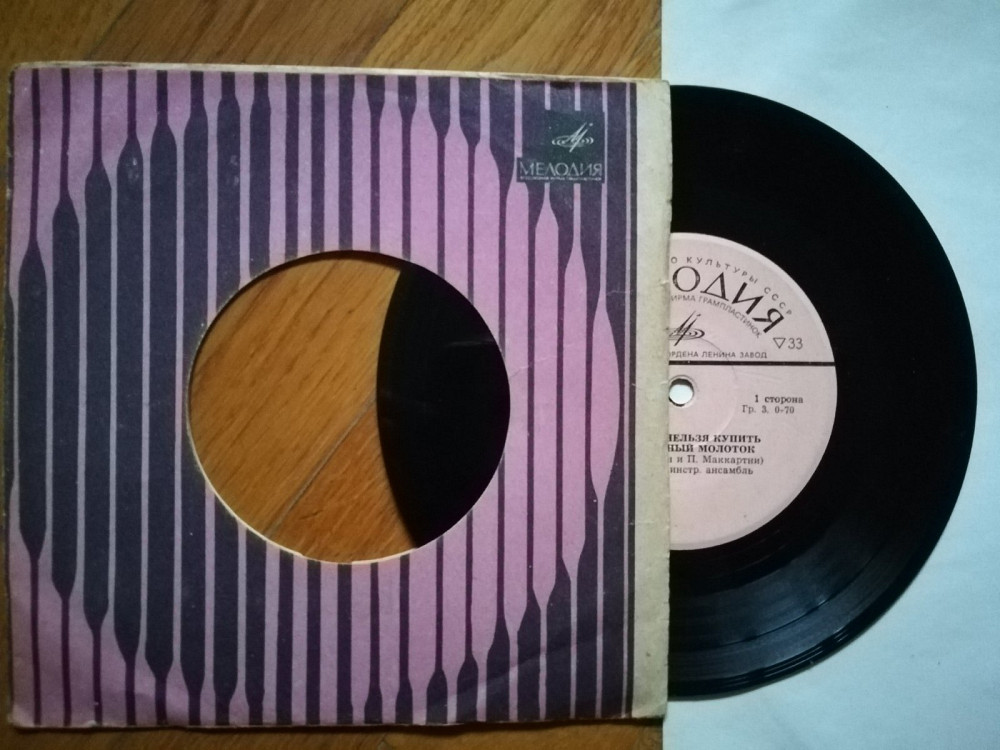 МЕЛОДИЯ
О КУЛЬТУРЫ СССР
ОДИЯ
ИРМА ГРАМПЛАСТИНОК
▽33
ОРДЕНА ЛЕНИНА ЗАВОД
1 сторона
Гр. 3. 0-70
НЕЛЬЗЯ КУПИТЬ
НЫЙ МОЛОТОК
н и П. Маккартни)
инстр. ансамбль